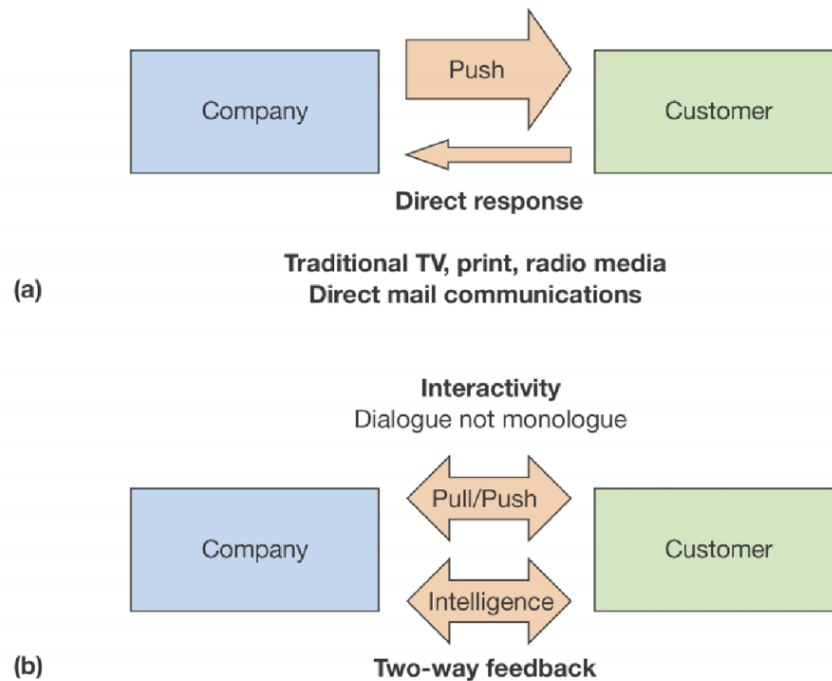 Company
Push
Customer
Direct response
Traditional TV, print, radio media
Direct mail communications
(a)
Interactivity
Dialogue not monologue
Company
Pull/Push
Customer
Intelligence
Two-way feedback
(b)